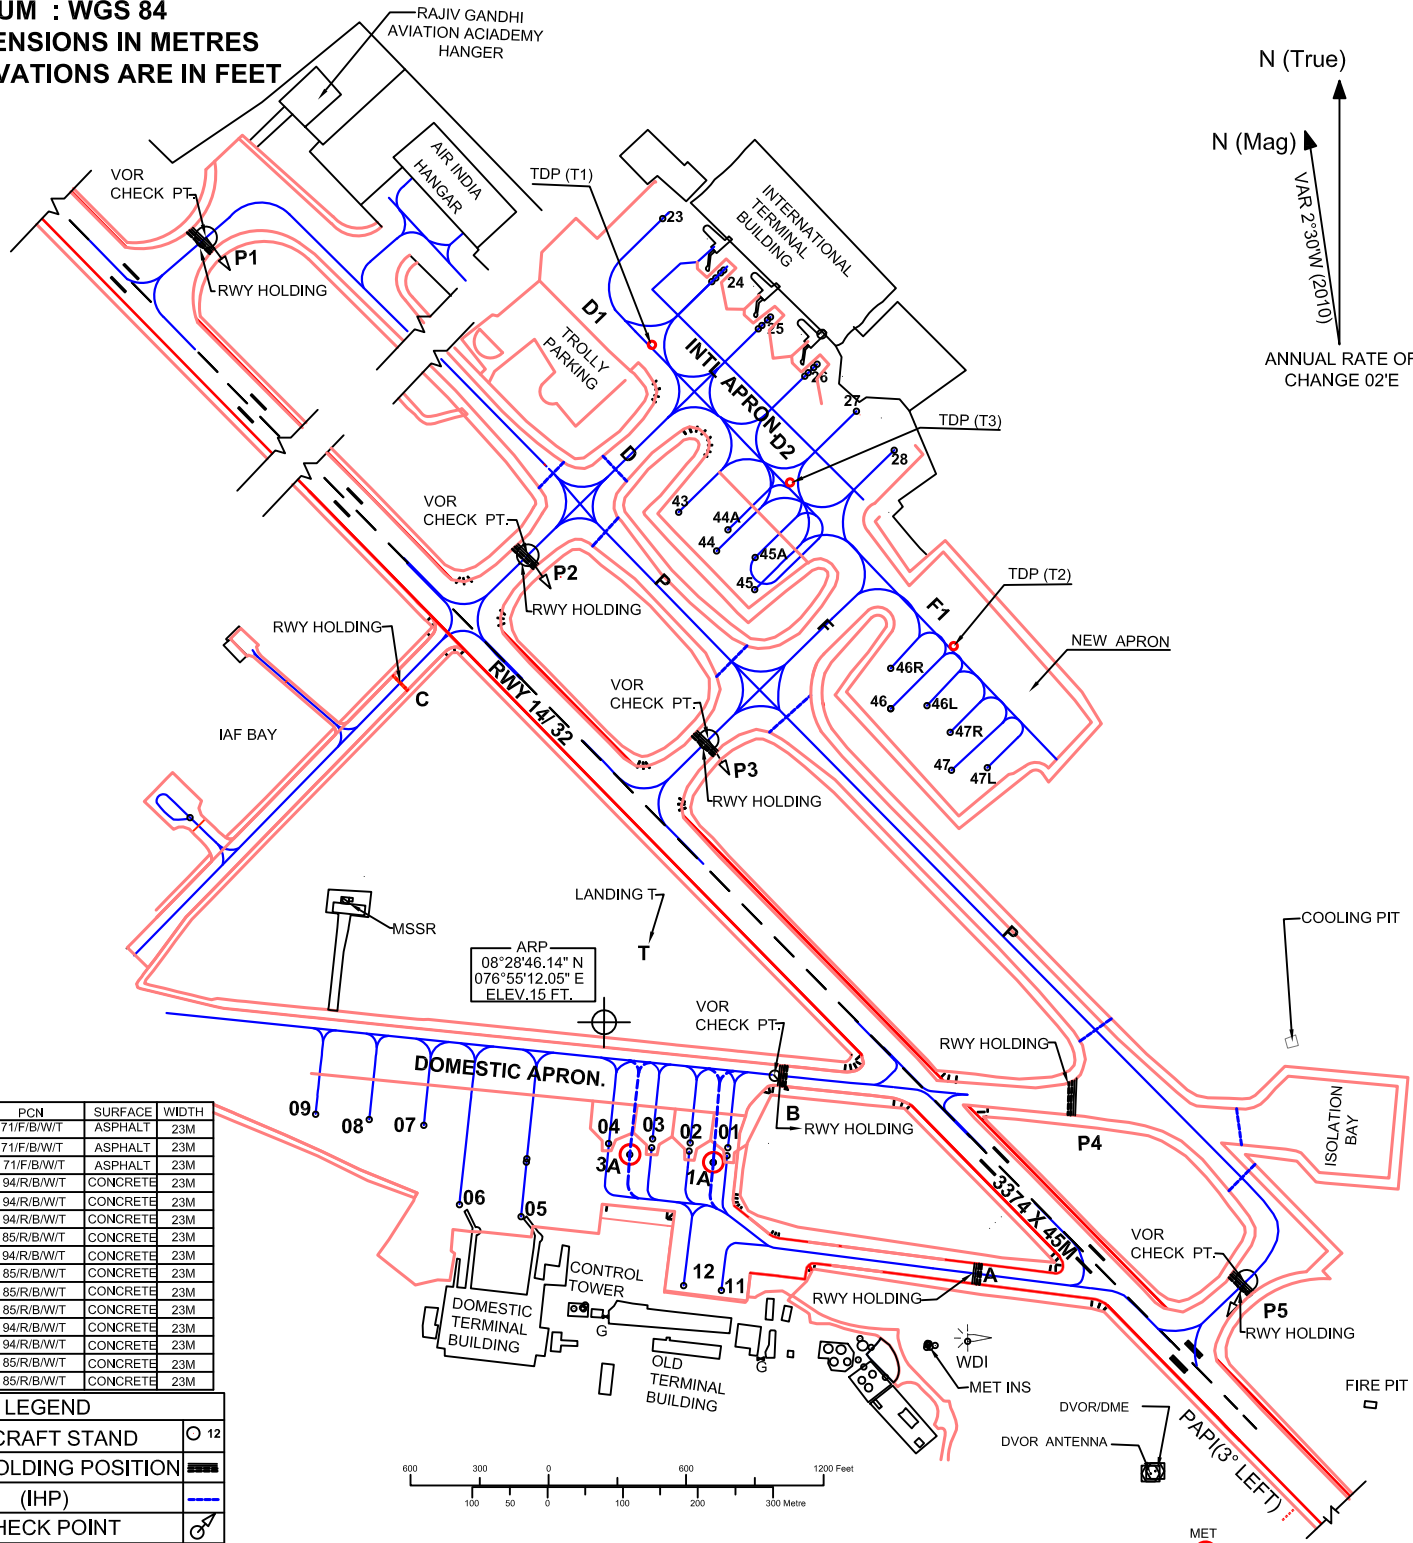 UM : WGS 84
ENSIONS IN METRES
VATIONS ARE IN FEET
RAJIV GANDHI
AVIATION ACIADEMY
HANGER
N (True)
N (Mag)
VAR 2°30'W (2010)
ANNUAL RATE OF
CHANGE 02'E
VOR
CHECK PT.
AIR INDIA
HANGAR
TDP (T1)
INTERNATIONAL
TERMINAL
BUILDING
23
P1
RWY HOLDING
24
D1
25
TROLLY
PARKING
INTL APRON
26
27
D2
TDP (T3)
28
D
VOR
CHECK PT.
43
44A
44
45A
45
P2
P
RWY HOLDING
TDP (T2)
F1
F
RWY HOLDING
NEW APRON
C
RWY 14/32
46R
46
46L
VOR
CHECK PT.
IAF BAY
47R
47
47L
P3
RWY HOLDING
LANDING T
T
MSSR
P
COOLING PIT
ARP
08°28'46.14" N
076°55'12.05" E
ELEV.15 FT.
VOR
CHECK PT.
RWY HOLDING
DOMESTIC APRON.
B
RWY HOLDING
P4
ISOLATION
BAY
09
08
07
04
03
02
01
3A
1A
06
05
3374 X 45M
VOR
CHECK PT.
12
11
A
RWY HOLDING
P5
RWY HOLDING
CONTROL
TOWER
G
DOMESTIC
TERMINAL
BUILDING
OLD
TERMINAL
BUILDING
G
WDI
MET INS
FIRE PIT
DVOR/DME
DVOR ANTENNA
PAPI(3° LEFT)
MET
PCN SURFACE WIDTH
71/F/B/W/T ASPHALT 23M
71/F/B/W/T ASPHALT 23M
71/F/B/W/T ASPHALT 23M
94/R/B/W/T CONCRETE 23M
94/R/B/W/T CONCRETE 23M
94/R/B/W/T CONCRETE 23M
85/R/B/W/T CONCRETE 23M
94/R/B/W/T CONCRETE 23M
85/R/B/W/T CONCRETE 23M
85/R/B/W/T CONCRETE 23M
85/R/B/W/T CONCRETE 23M
94/R/B/W/T CONCRETE 23M
94/R/B/W/T CONCRETE 23M
85/R/B/W/T CONCRETE 23M
85/R/B/W/T CONCRETE 23M
LEGEND
CRAFT STAND 12
OLDING POSITION
(IHP)
HECK POINT
600 300 0 600 1200 Feet
100 50 0 100 200 300 Metre